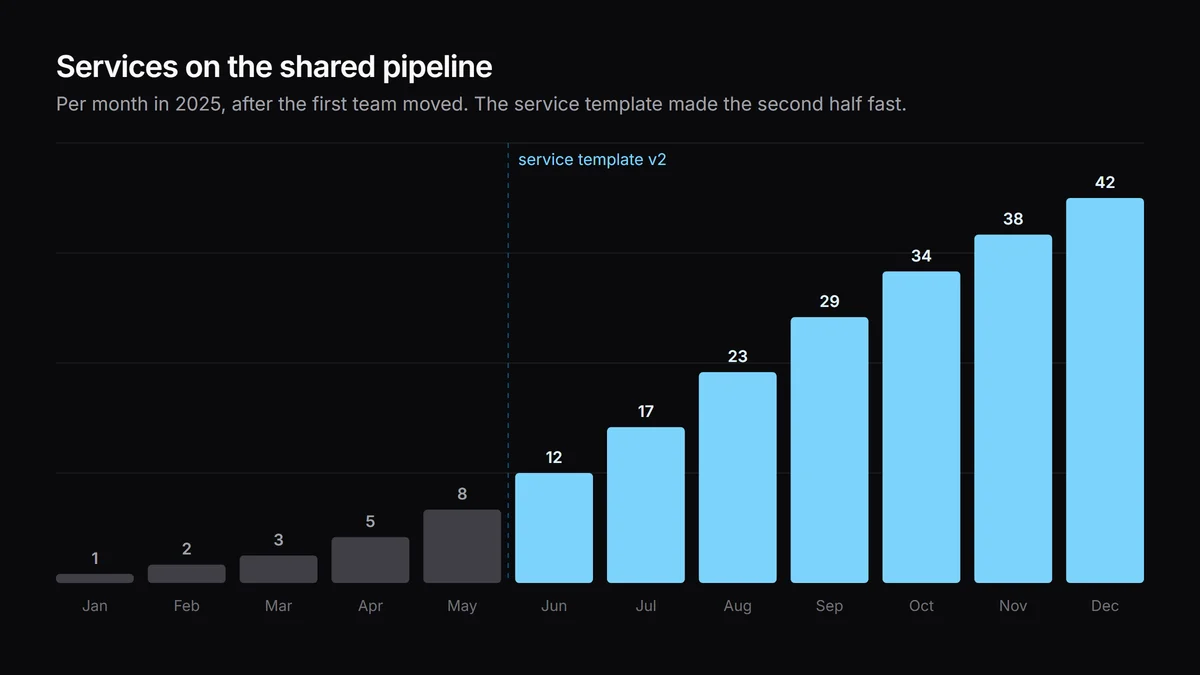 Services on the shared pipeline
Per month in 2025, after the first team moved. The service template made the second half fast.
service template v2
1
2
3
5
8
12
17
23
29
34
38
42
Jan
Feb
Mar
Apr
May
Jun
Jul
Aug
Sep
Oct
Nov
Dec